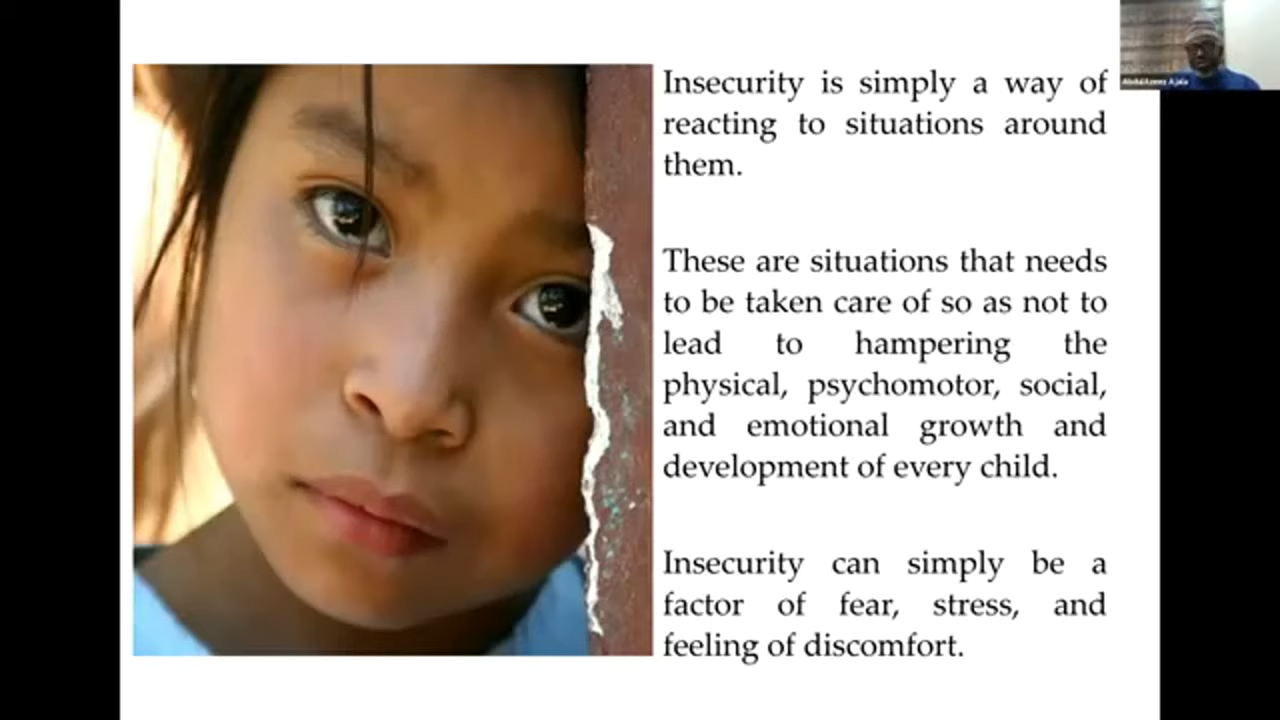 Insecurity is simply a way of
reacting to situations around
them.
These are situations that needs
to be taken care of so as not to
lead to hampering the
physical, psychomotor, social,
and emotional growth and
development of every child.
Insecurity can simply be a
factor of fear, stress, and
feeling of discomfort.